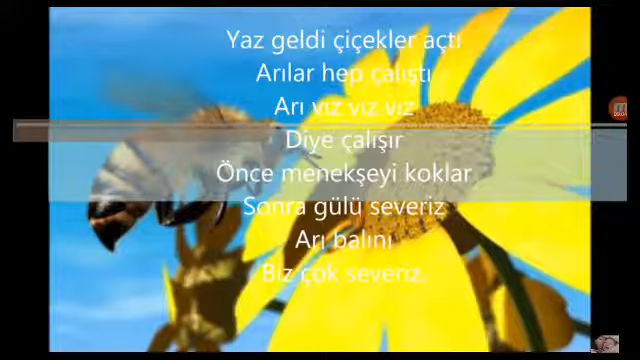 Yaz geldi çiçekler açtı
Arılar hep çalıştı
Arı vız vız vız
Diye çalışır
Önce menekşeyi koklar
Sonra gülü severiz
Arı balını
Biz çok severiz.